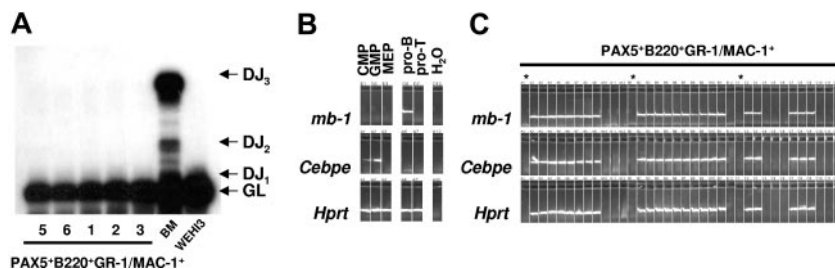 A
← DJ₃
← DJ₂
← DJ₁
← GL
5 6 1 2 3 BM WEHI3
PAX5⁺B220⁺GR-1/MAC-1⁺
B
CMP GMP MEP pro-B pro-T H₂O
mb-1
Cebpe
Hprt
C
PAX5⁺B220⁺GR-1/MAC-1⁺
* * *
mb-1
Cebpe
Hprt